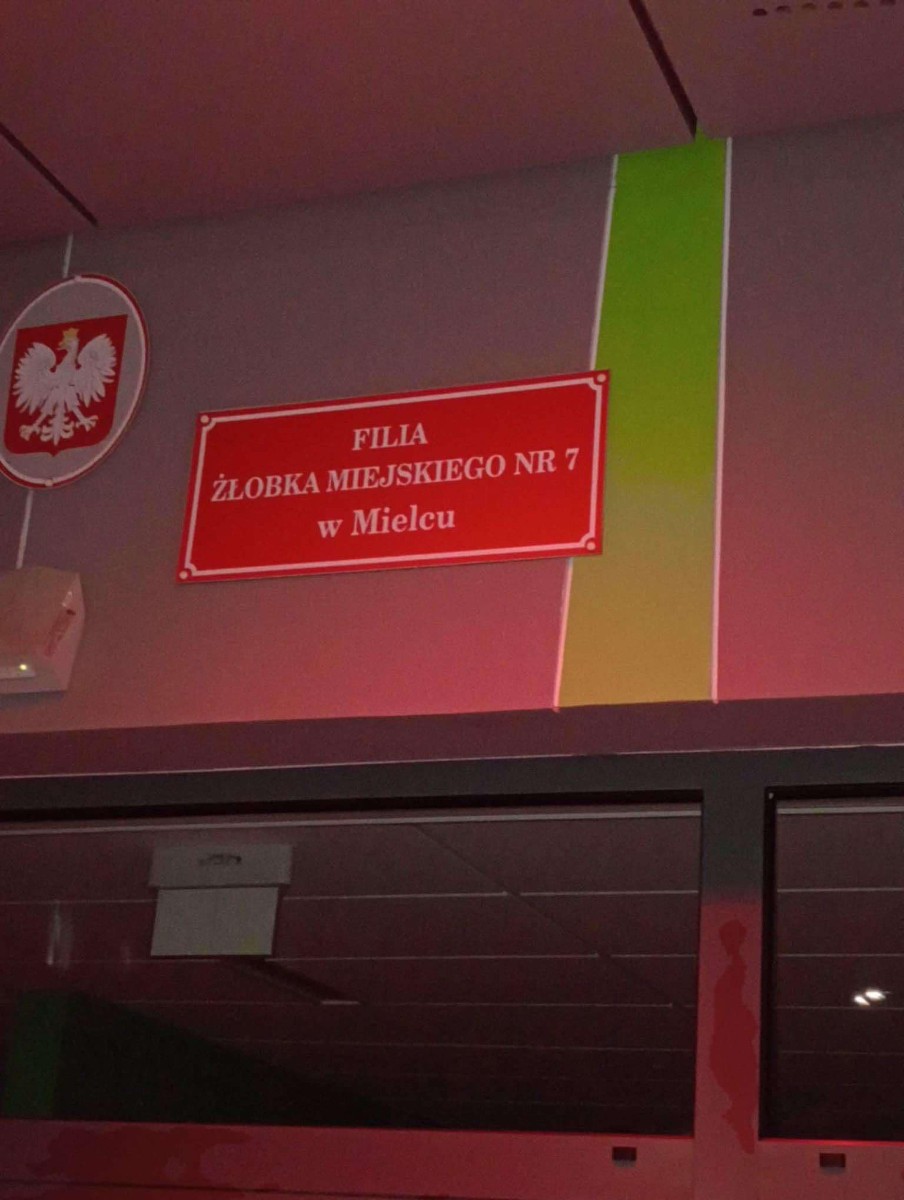 FILIA
ŻŁOBKA MIEJSKIEGO NR 7
w Mielcu